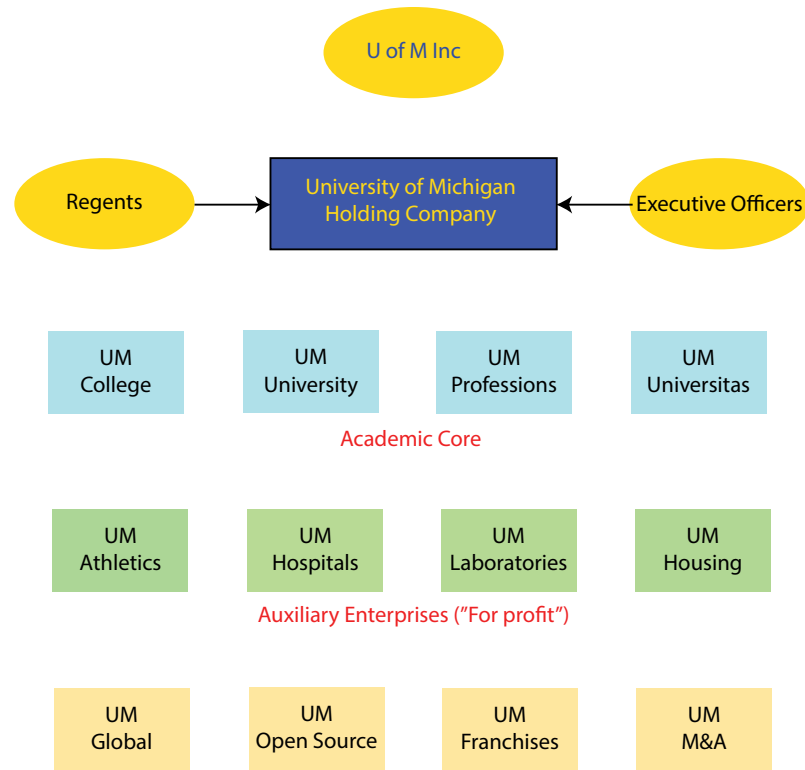 U of M Inc
Regents
University of Michigan
Holding Company
Executive Officers
UM
College
UM
University
UM
Professions
UM
Universitas
Academic Core
UM
Athletics
UM
Hospitals
UM
Laboratories
UM
Housing
Auxiliary Enterprises (”For profit”)
UM
Global
UM
Open Source
UM
Franchises
UM
M&A